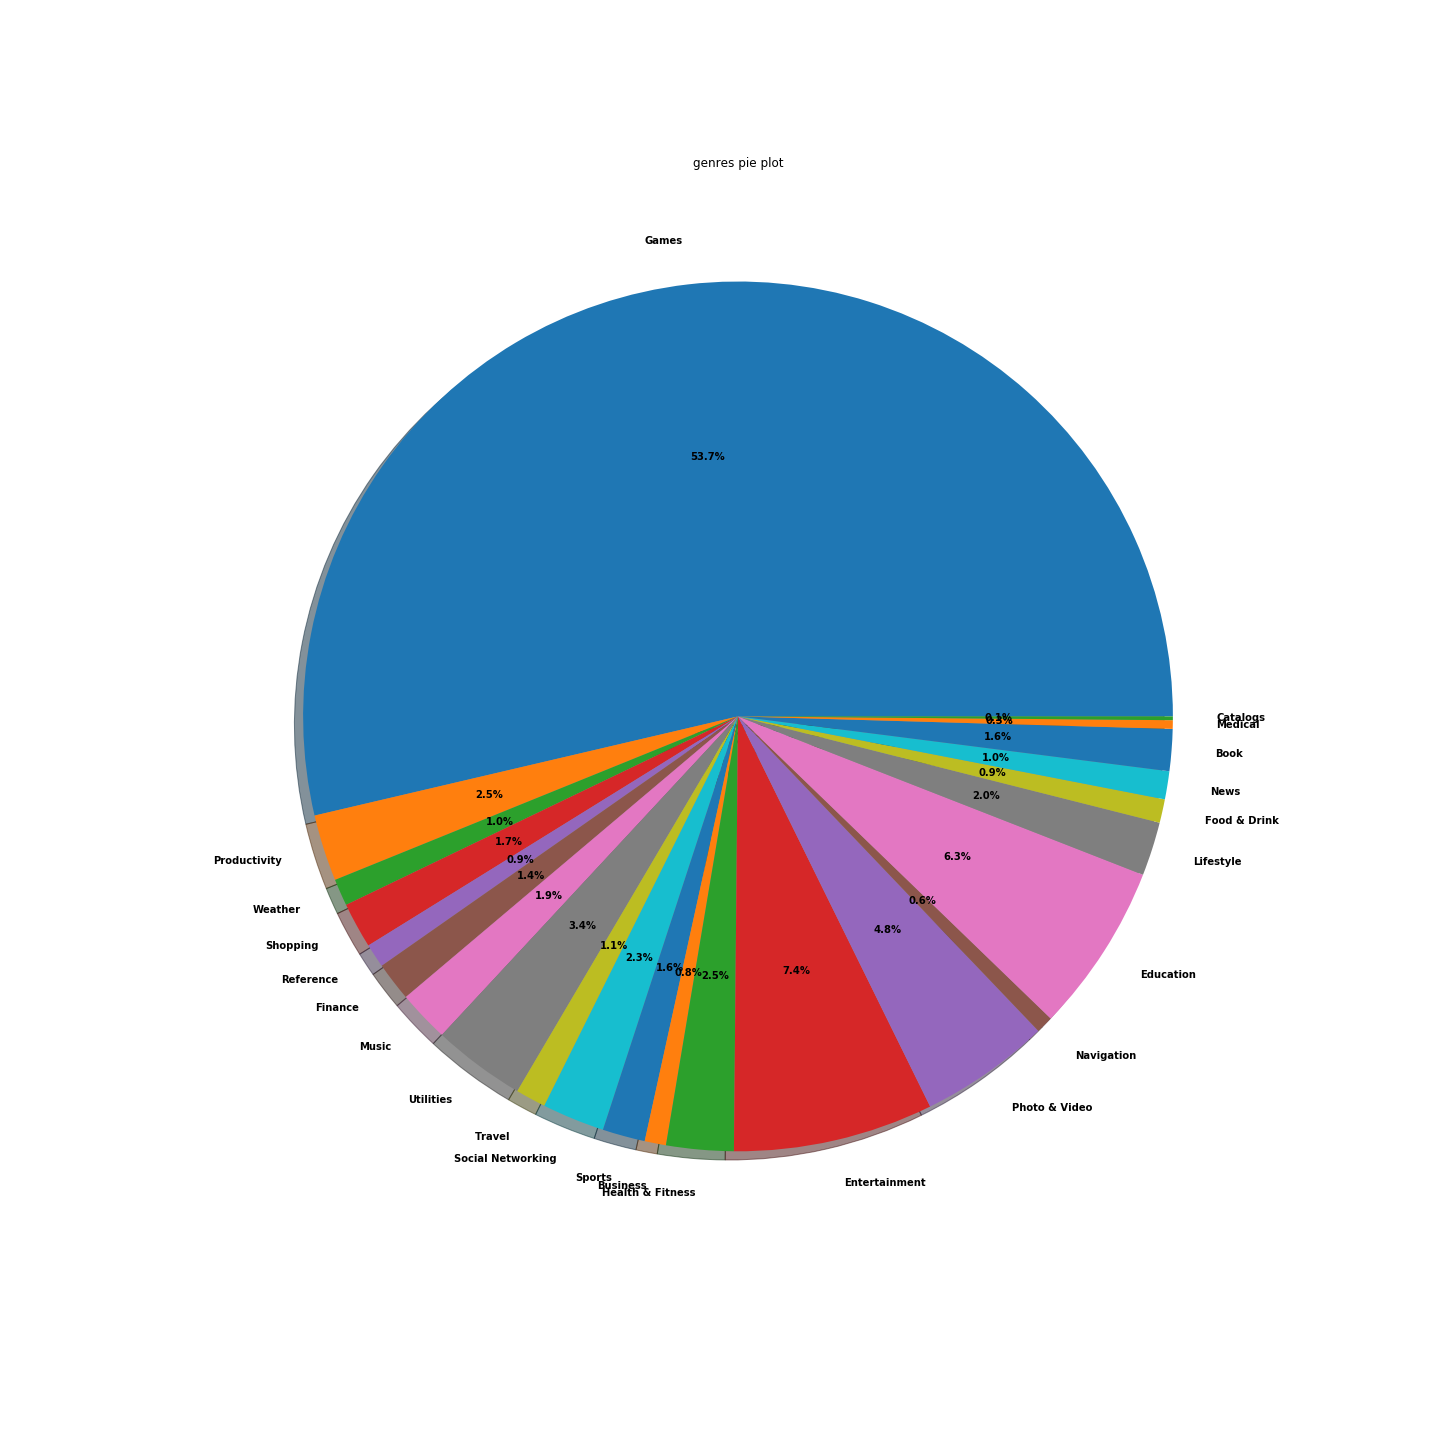 genres pie plot
Games
53.7%
Productivity
2.5%
Weather
1.0%
Shopping
1.7%
Reference
0.9%
Finance
1.4%
Music
1.9%
Utilities
3.4%
Travel
1.1%
Social Networking
2.3%
Sports
1.6%
Business
0.8%
Health & Fitness
2.5%
Entertainment
7.4%
Photo & Video
4.8%
Navigation
0.6%
Education
6.3%
Lifestyle
2.0%
Food & Drink
0.9%
News
1.0%
Book
1.6%
Medical
Catalogs
0.1%